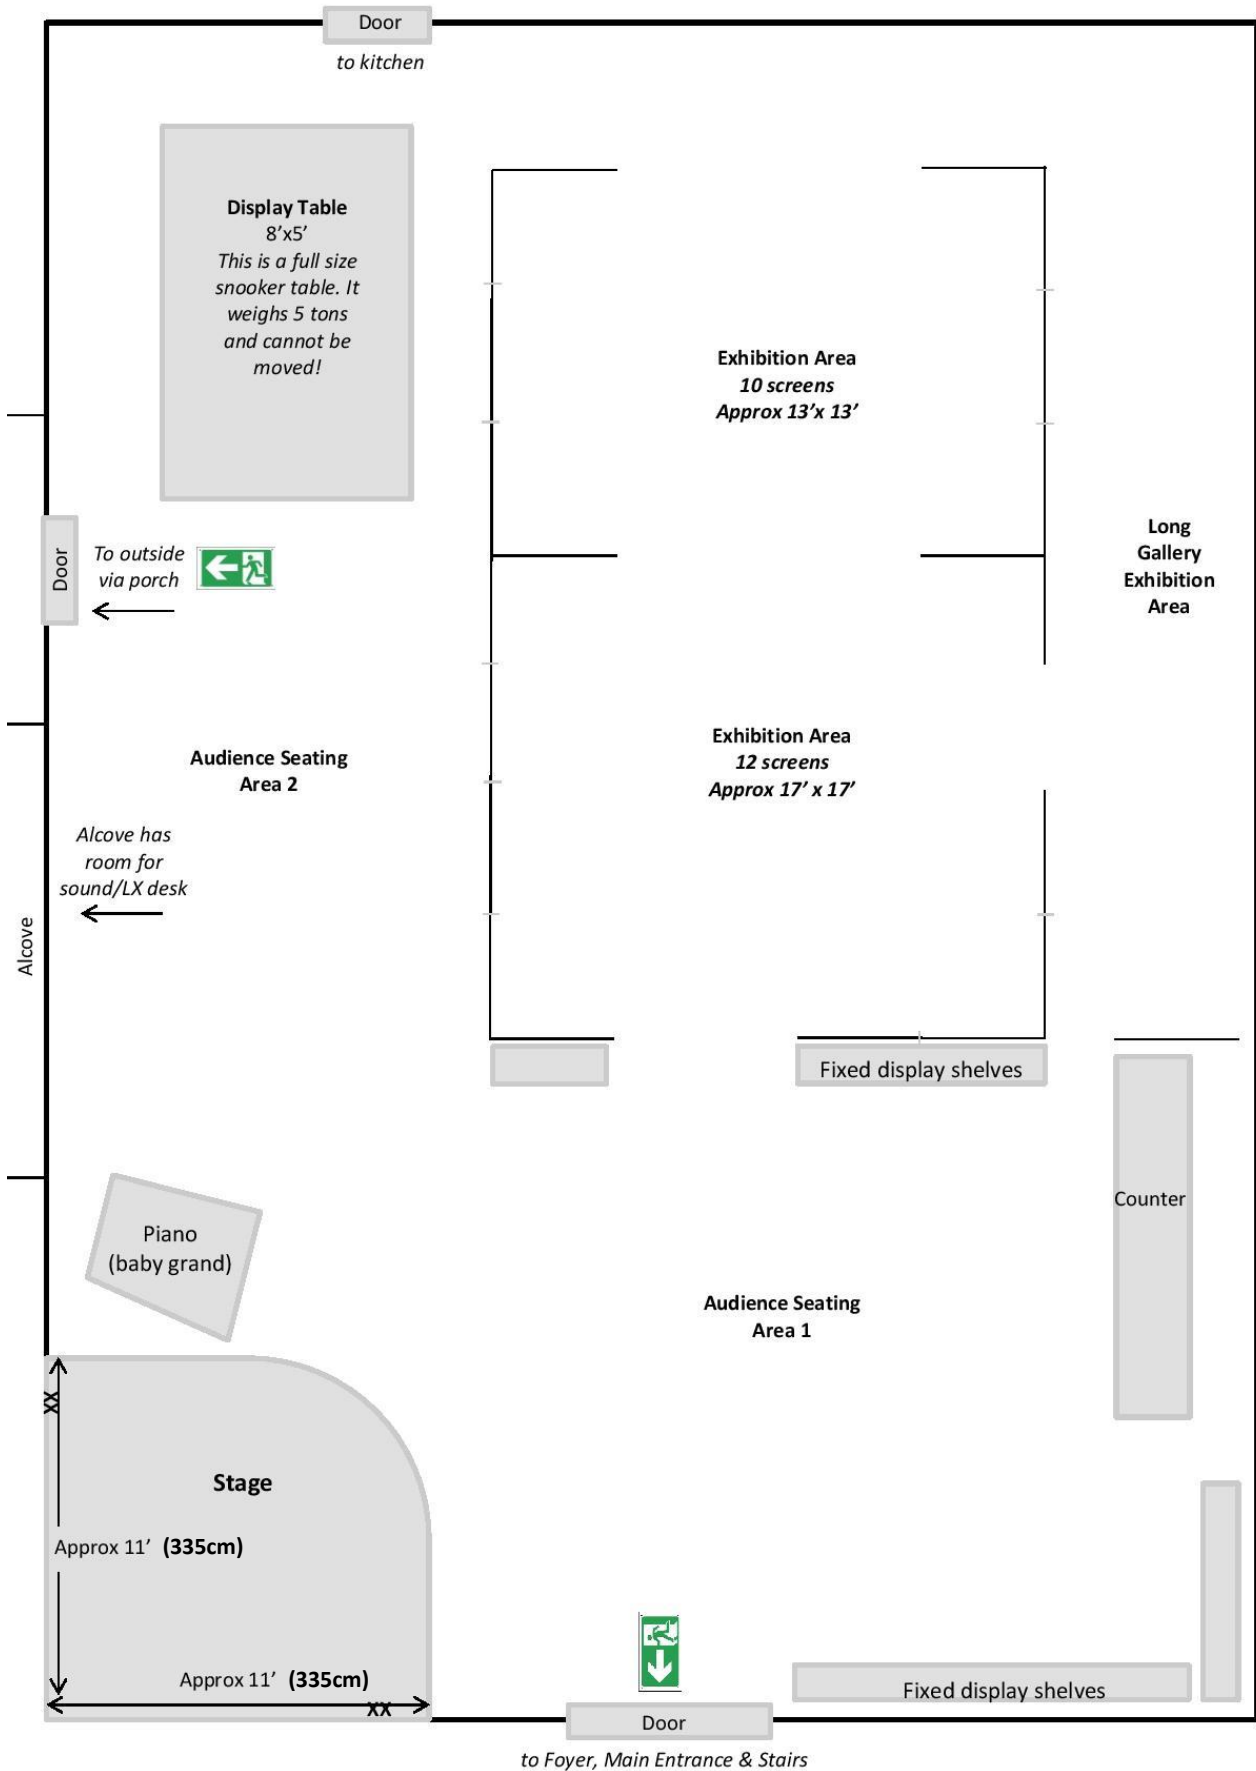 Door
to kitchen
Display Table
8’x5’
This is a full size
snooker table. It
weighs 5 tons
and cannot be
moved!
Exhibition Area
10 screens
Approx 13’x 13’
Door
To outside
via porch
Long
Gallery
Exhibition
Area
Audience Seating
Area 2
Exhibition Area
12 screens
Approx 17’ x 17’
Alcove has
room for
sound/LX desk
Alcove
Fixed display shelves
Counter
Piano
(baby grand)
Audience Seating
Area 1
XX
Stage
Approx 11’ (335cm)
Approx 11’ (335cm)
XX
Fixed display shelves
Door
to Foyer, Main Entrance & Stairs